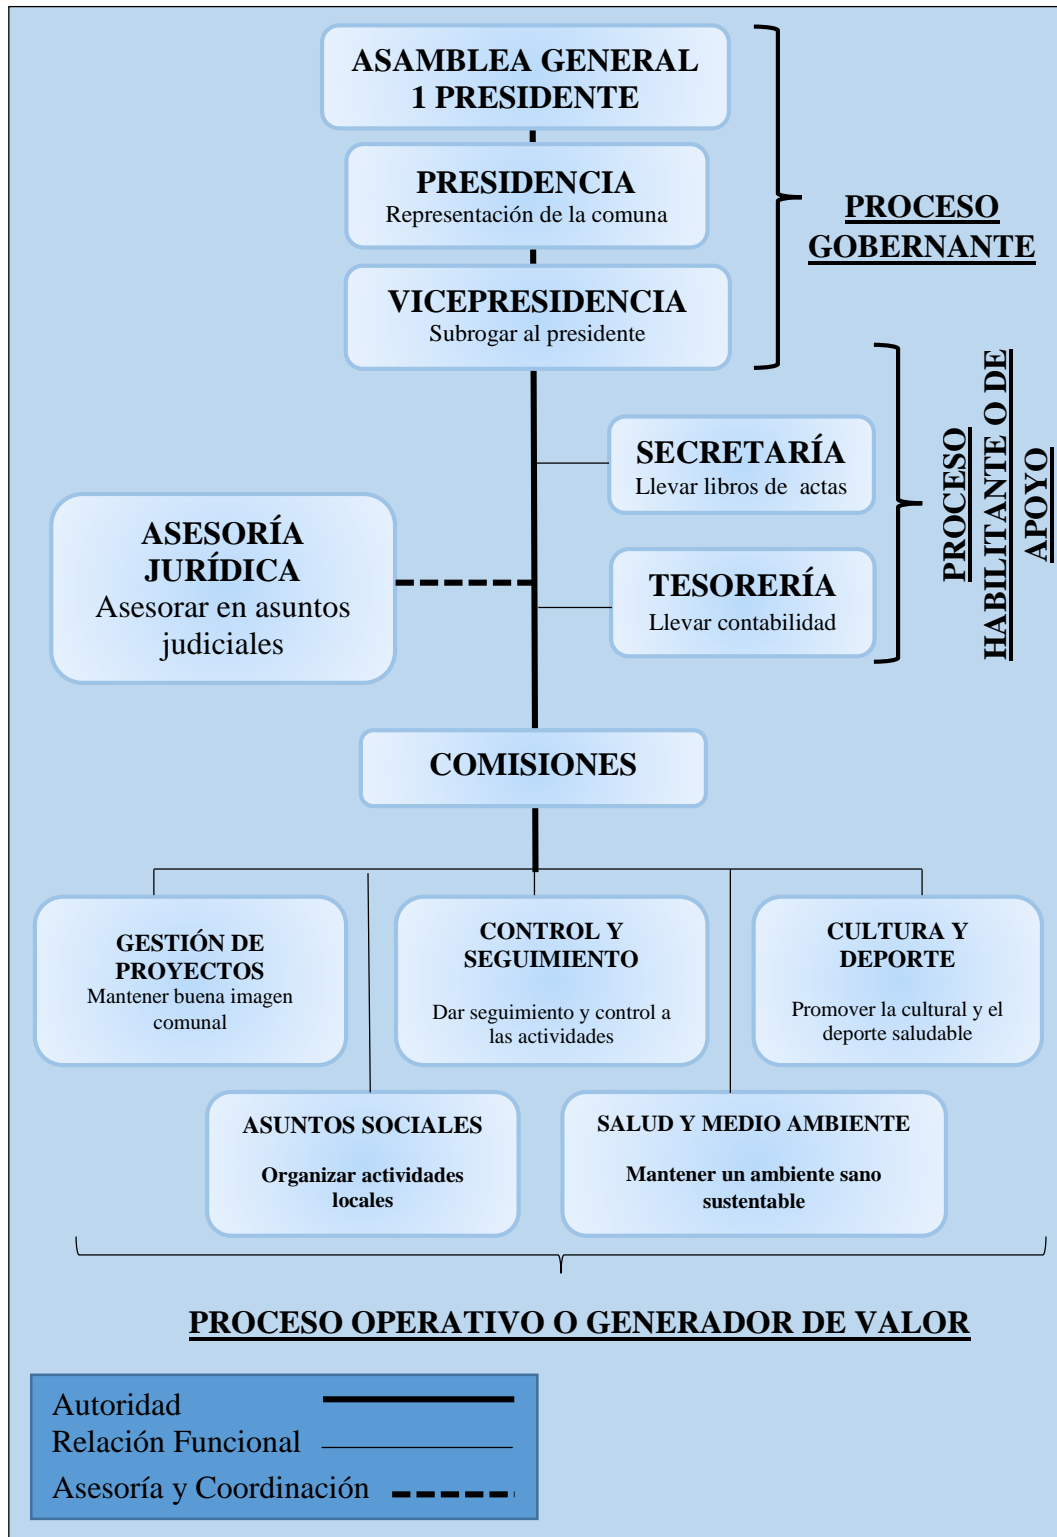 ASAMBLEA GENERAL
1 PRESIDENTE
PRESIDENCIA
Representación de la comuna
PROCESO
GOBERNANTE
VICEPRESIDENCIA
Subrogar al presidente
SECRETARÍA
Llevar libros de actas
PROCESO
HABILITANTE O DE
APOYO
ASESORÍA
JURÍDICA
Asesorar en asuntos
judiciales
TESORERÍA
Llevar contabilidad
COMISIONES
GESTIÓN DE
PROYECTOS
Mantener buena imagen
comunal
CONTROL Y
SEGUIMIENTO
Dar seguimiento y control a
las actividades
CULTURA Y
DEPORTE
Promover la cultural y el
deporte saludable
ASUNTOS SOCIALES
Organizar actividades
locales
SALUD Y MEDIO AMBIENTE
Mantener un ambiente sano
sustentable
PROCESO OPERATIVO O GENERADOR DE VALOR
Autoridad
Relación Funcional
Asesoría y Coordinación